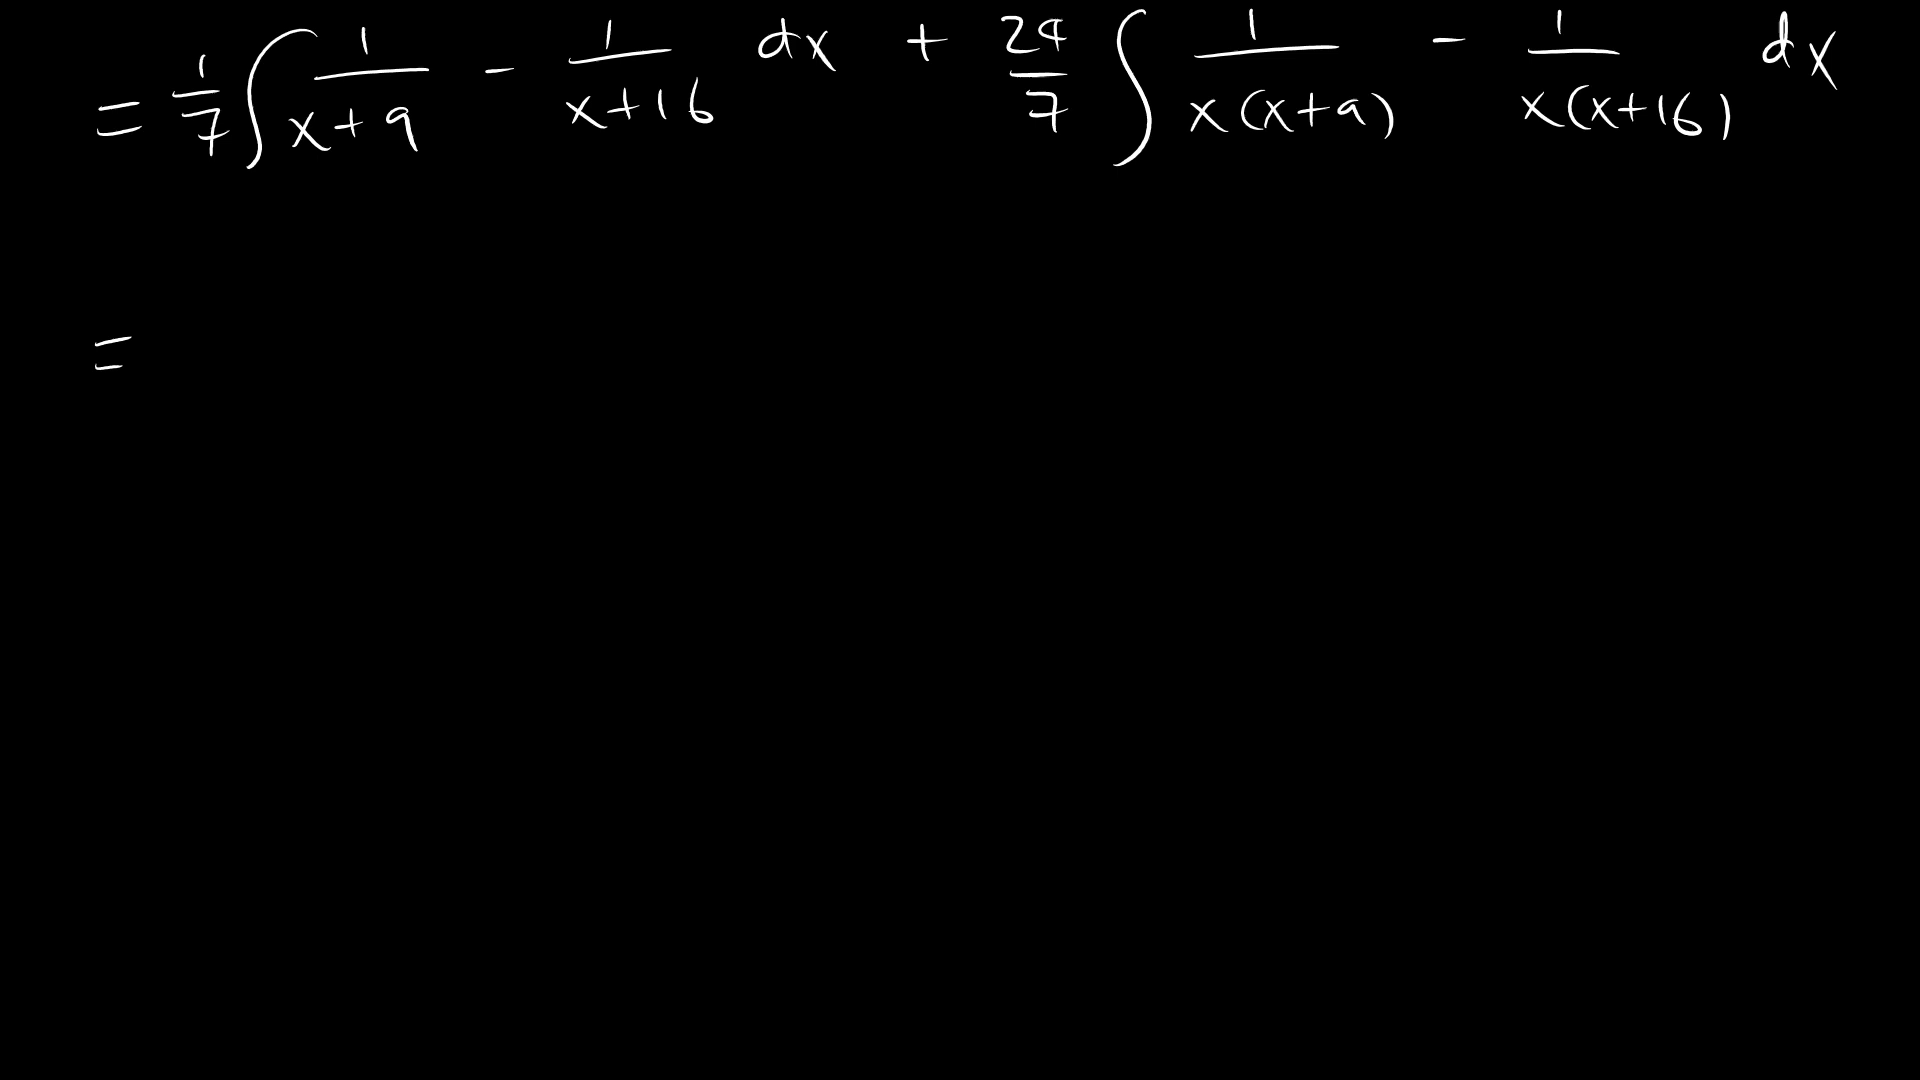 = 1/7 ∫ 1/(x+9) - 1/(x+16) dx + 24/7 ∫ 1/(x(x+9)) - 1/(x(x+16)) dx
=